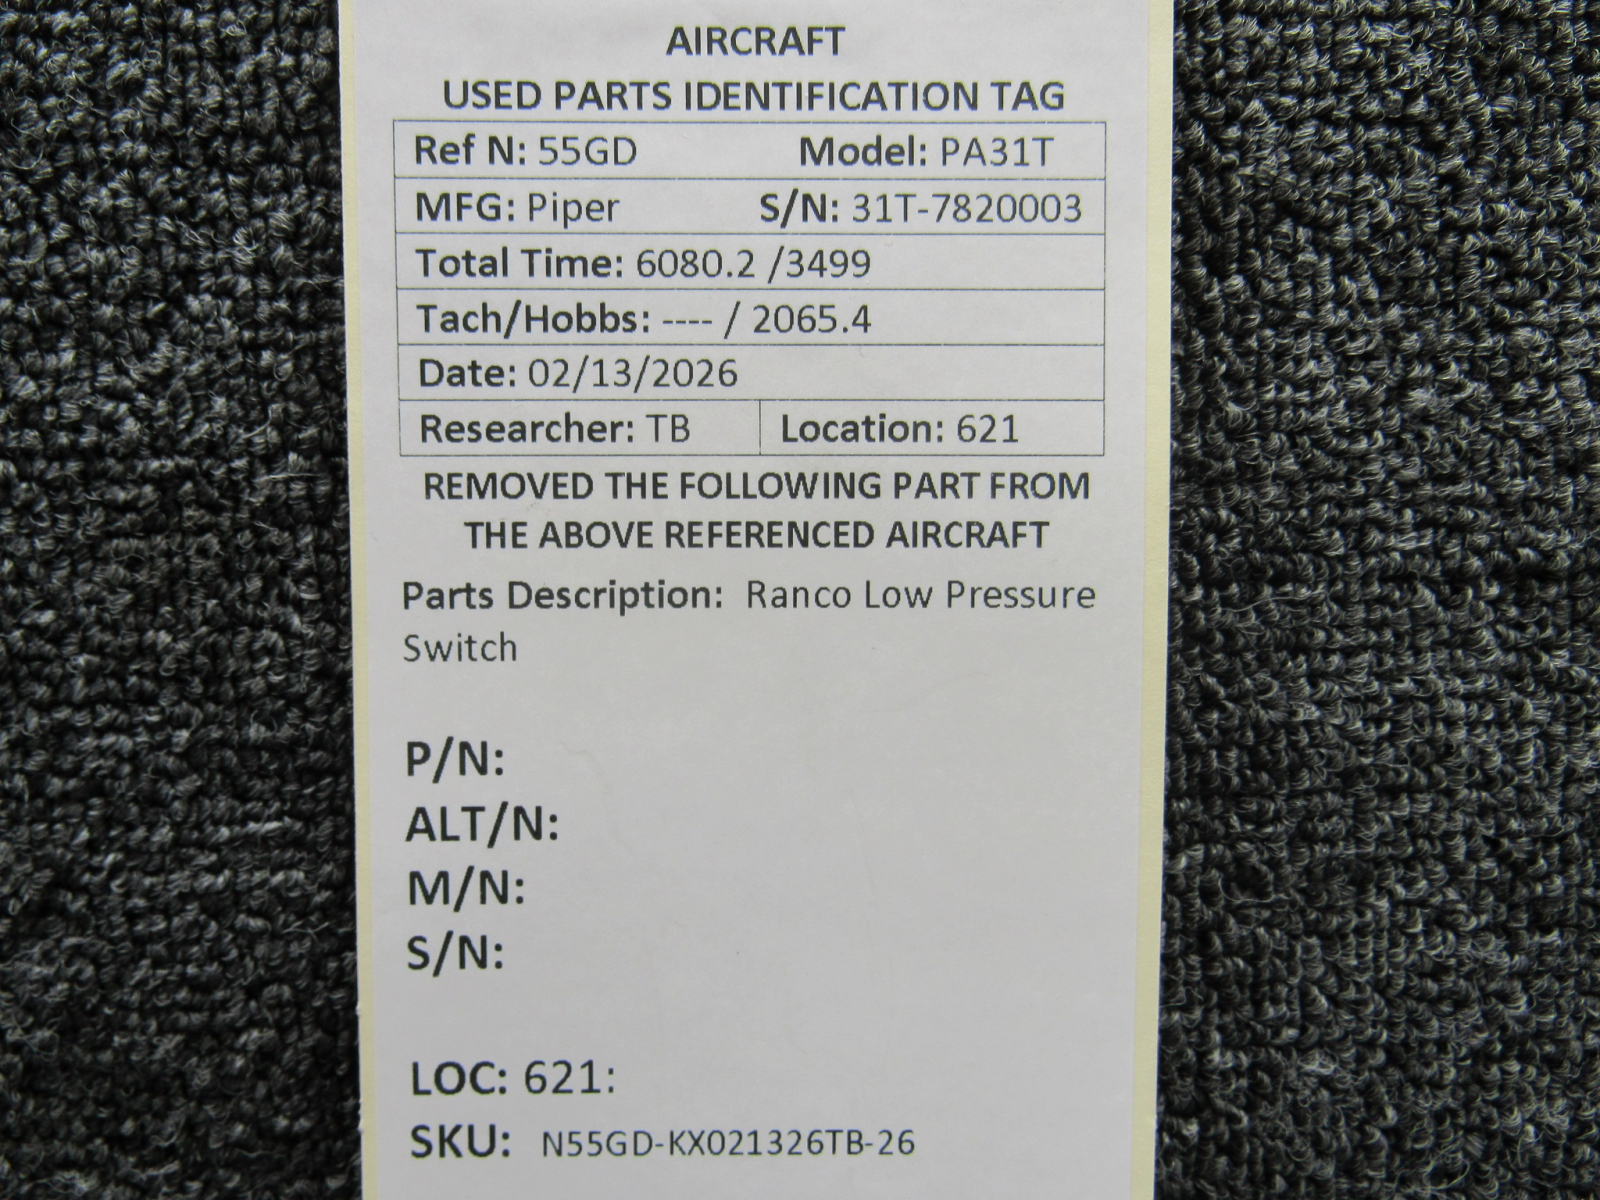 AIRCRAFT
USED PARTS IDENTIFICATION TAG
Ref N: 55GD Model: PA31T
MFG: Piper S/N: 31T-7820003
Total Time: 6080.2 /3499
Tach/Hobbs: ---- / 2065.4
Date: 02/13/2026
Researcher: TB Location: 621
REMOVED THE FOLLOWING PART FROM
THE ABOVE REFERENCED AIRCRAFT
Parts Description: Ranco Low Pressure
Switch
P/N:
ALT/N:
M/N:
S/N:
LOC: 621:
SKU: N55GD-KX021326TB-26